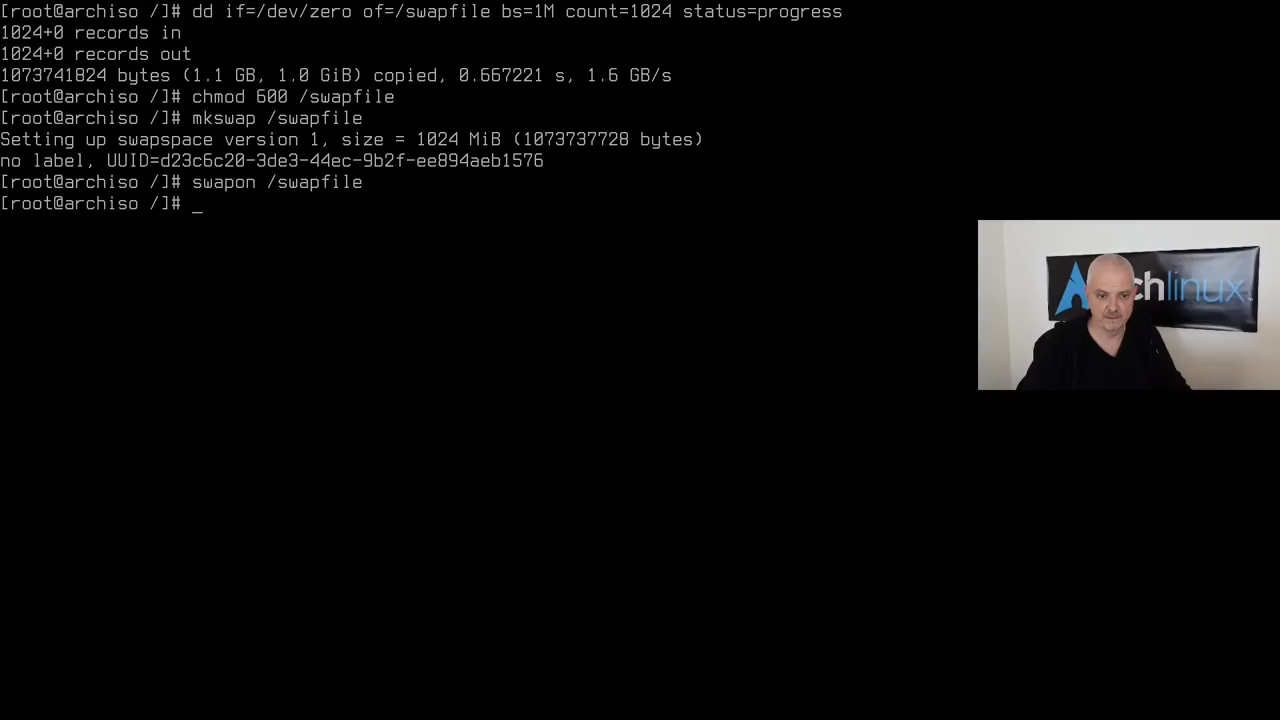 [root@archiso /]# dd if=/dev/zero of=/swapfile bs=1M count=1024 status=progress
1024+0 records in
1024+0 records out
1073741824 bytes (1.1 GB, 1.0 GiB) copied, 0.667221 s, 1.6 GB/s
[root@archiso /]# chmod 600 /swapfile
[root@archiso /]# mkswap /swapfile
Setting up swapspace version 1, size = 1024 MiB (1073737728 bytes)
no label, UUID=d23c6c20-3de3-44ec-9b2f-ee894aeb1576
[root@archiso /]# swapon /swapfile
[root@archiso /]# _
chlinux